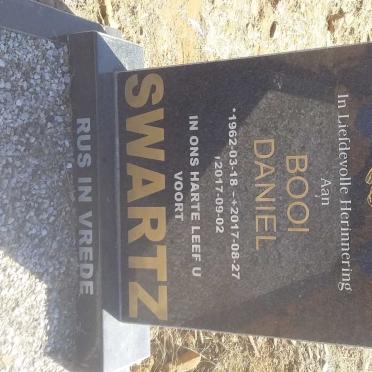 In Liefdevolle Herinnering
Aan
BOOI
DANIEL
*1962-03-18 ~ +2017-08-27
, 2017-09-02
IN ONS HARTE LEEF U
VOORT
SWARTZ
RUS IN VREDE